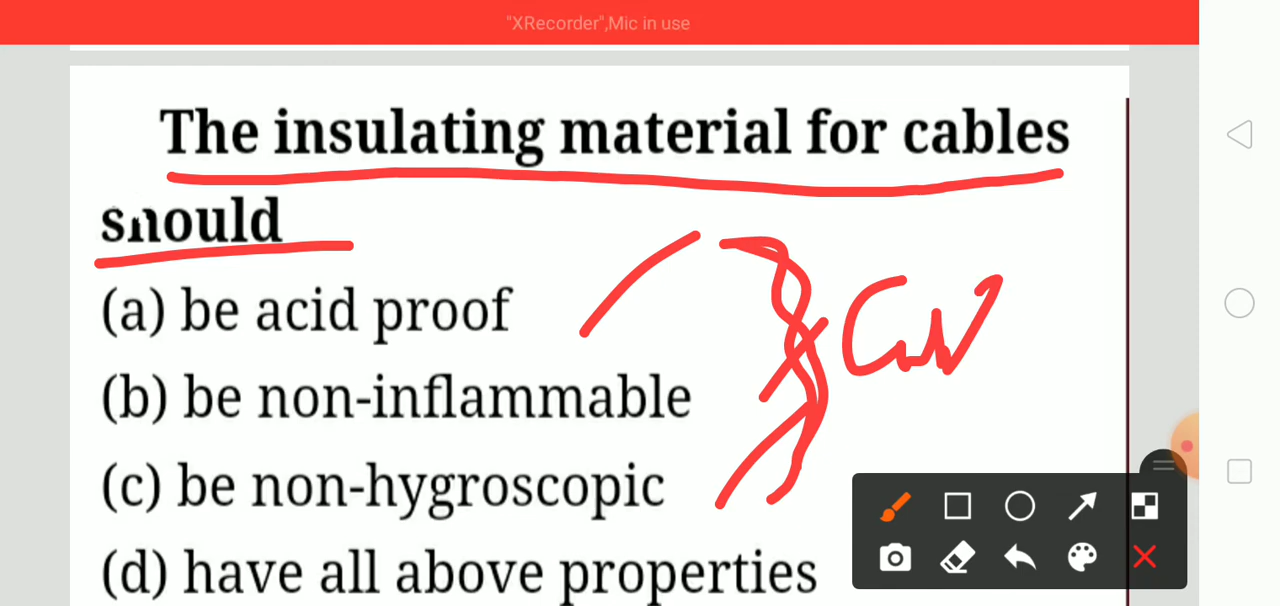 "XRecorder",Mic in use
The insulating material for cables
should
(a) be acid proof
(b) be non-inflammable
(c) be non-hygroscopic
(d) have all above properties